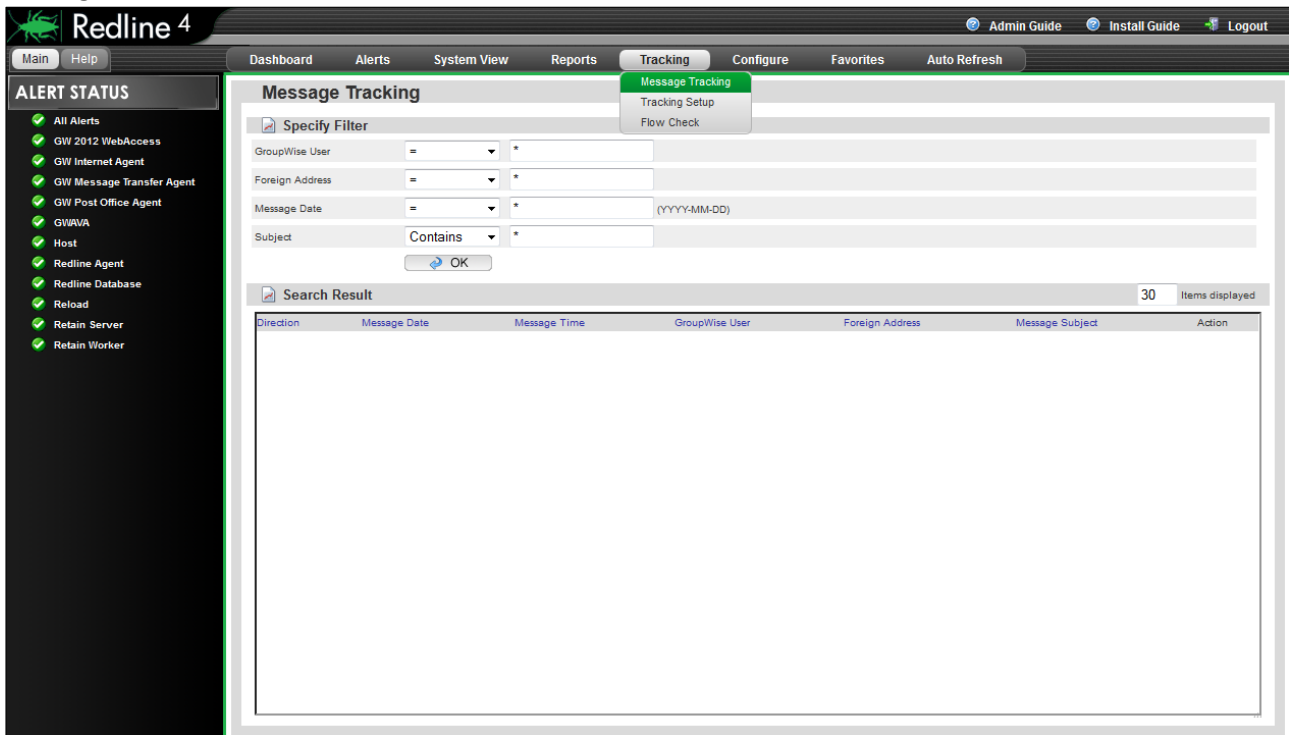 Redline 4
Admin Guide Install Guide Logout
Main Help Dashboard Alerts System View Reports Tracking Configure Favorites Auto Refresh
Message Tracking
Tracking Setup
Flow Check
ALERT STATUS
All Alerts
GW 2012 WebAccess
GW Internet Agent
GW Message Transfer Agent
GW Post Office Agent
GWAVA
Host
Redline Agent
Redline Database
Reload
Retain Server
Retain Worker
Message Tracking
Specify Filter
GroupWise User = *
Foreign Address = *
Message Date = * (YYYY-MM-DD)
Subject Contains *
OK
Search Result 30 Items displayed
Direction Message Date Message Time GroupWise User Foreign Address Message Subject Action